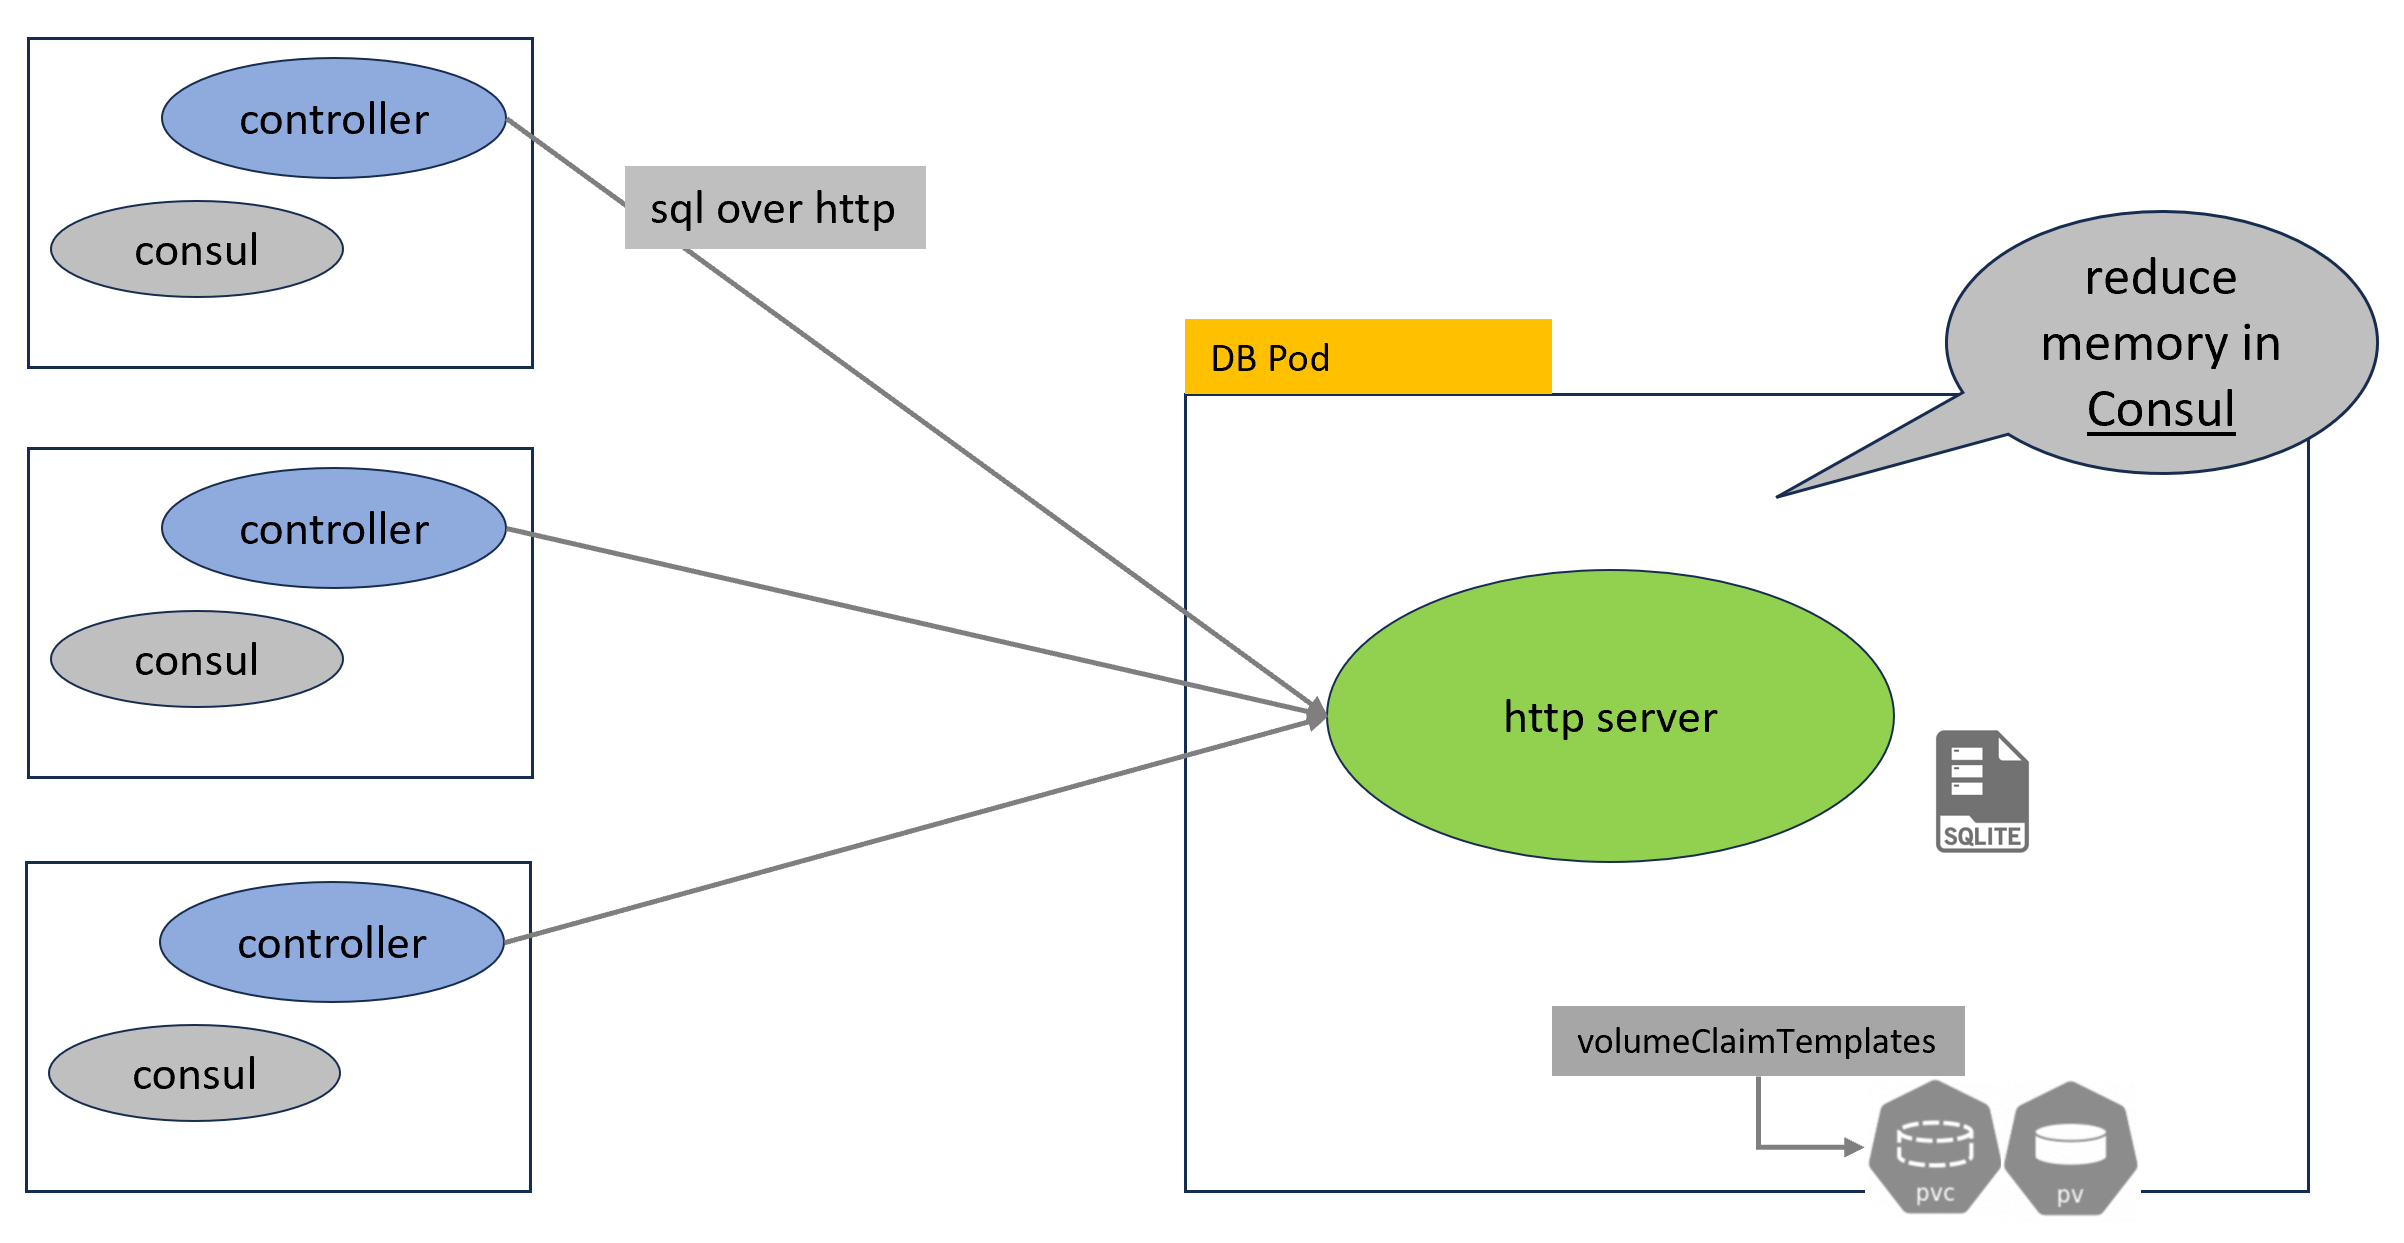 controller
consul
sql over http
controller
consul
controller
consul
DB Pod
reduce
memory in
Consul
http server
SQLITE
volumeClaimTemplates
pvc
pv